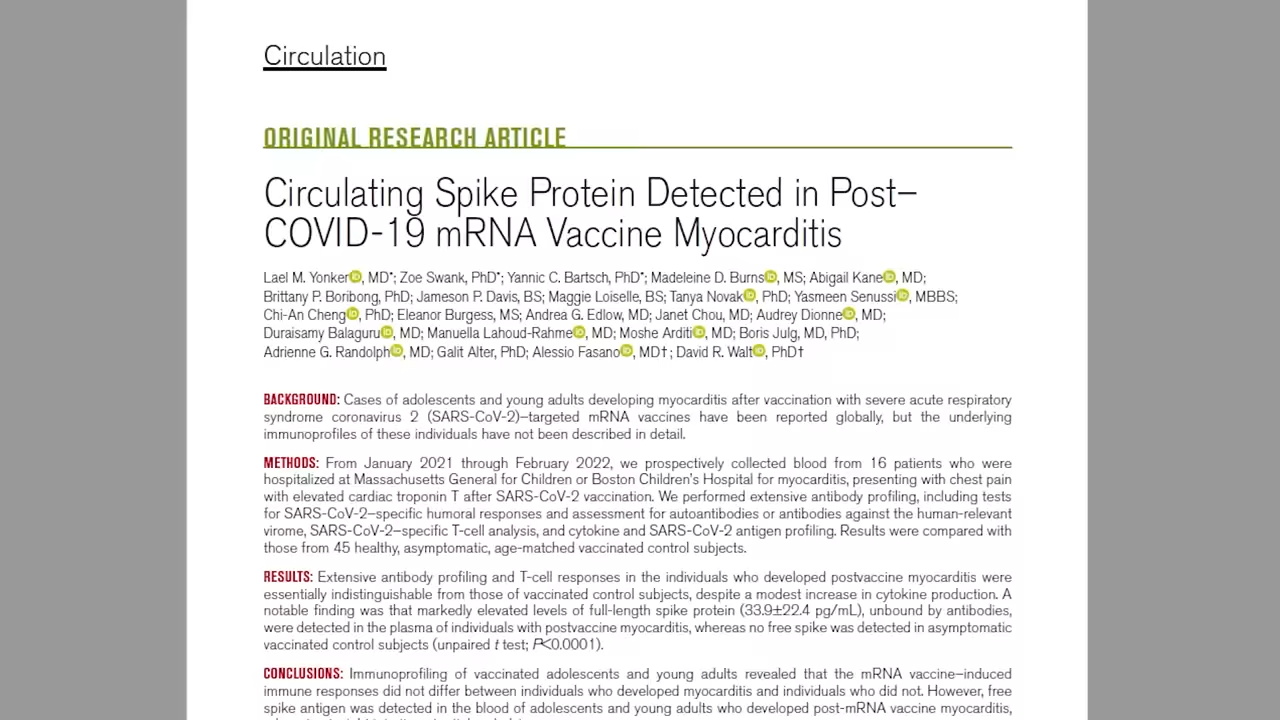 Circulation
ORIGINAL RESEARCH ARTICLE
Circulating Spike Protein Detected in Post–
COVID-19 mRNA Vaccine Myocarditis
Lael M. Yonker, MD*; Zoe Swank, PhD*; Yannic C. Bartsch, PhD*; Madeleine D. Burns, MS; Abigail Kane, MD;
Brittany P. Boribong, PhD; Jameson P. Davis, BS; Maggie Loiselle, BS; Tanya Novak, PhD; Yasmeen Senussi, MBBS;
Chi-An Cheng, PhD; Eleanor Burgess, MS; Andrea G. Edlow, MD; Janet Chou, MD; Audrey Dionne, MD;
Duraisamy Balaguru, MD; Manuella Lahoud-Rahme, MD; Moshe Arditi, MD; Boris Julg, MD, PhD;
Adrienne G. Randolph, MD; Galit Alter, PhD; Alessio Fasano, MD†; David R. Walt, PhD†
BACKGROUND: Cases of adolescents and young adults developing myocarditis after vaccination with severe acute respiratory
syndrome coronavirus 2 (SARS-CoV-2)–targeted mRNA vaccines have been reported globally, but the underlying
immunoprofiles of these individuals have not been described in detail.
METHODS: From January 2021 through February 2022, we prospectively collected blood from 16 patients who were
hospitalized at Massachusetts General for Children or Boston Children's Hospital for myocarditis, presenting with chest pain
with elevated cardiac troponin T after SARS-CoV-2 vaccination. We performed extensive antibody profiling, including tests
for SARS-CoV-2–specific humoral responses and assessment for autoantibodies or antibodies against the human-relevant
virome, SARS-CoV-2–specific T-cell analysis, and cytokine and SARS-CoV-2 antigen profiling. Results were compared with
those from 45 healthy, asymptomatic, age-matched vaccinated control subjects.
RESULTS: Extensive antibody profiling and T-cell responses in the individuals who developed postvaccine myocarditis were
essentially indistinguishable from those of vaccinated control subjects, despite a modest increase in cytokine production. A
notable finding was that markedly elevated levels of full-length spike protein (33.9±22.4 pg/mL), unbound by antibodies,
were detected in the plasma of individuals with postvaccine myocarditis, whereas no free spike was detected in asymptomatic
vaccinated control subjects (unpaired t test; P<0.0001).
CONCLUSIONS: Immunoprofiling of vaccinated adolescents and young adults revealed that the mRNA vaccine–induced
immune responses did not differ between individuals who developed myocarditis and individuals who did not. However, free
spike antigen was detected in the blood of adolescents and young adults who developed post-mRNA vaccine myocarditis,